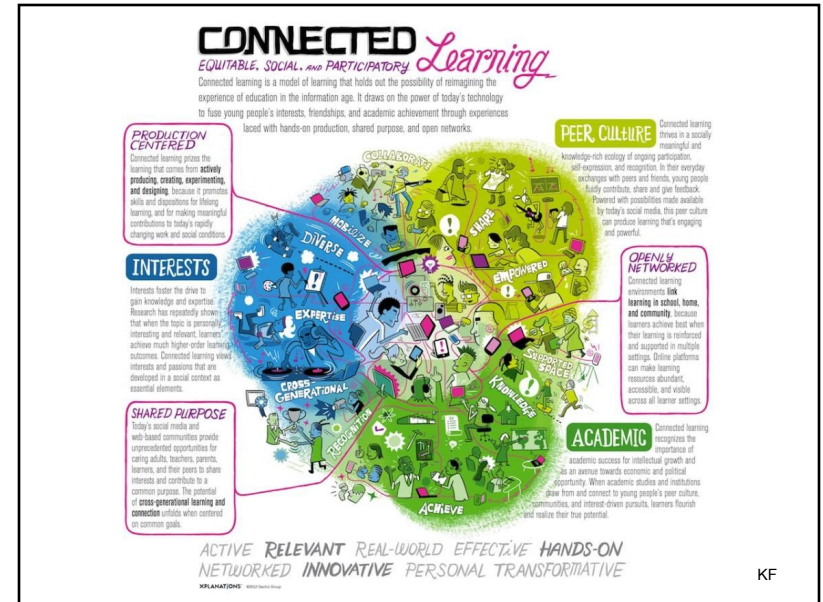 CONNECTED Learning
EQUITABLE, SOCIAL, AND PARTICIPATORY
Connected learning is a model of learning that holds out the possibility of reimagining the
experience of education in the information age. It draws on the power of today's technology
to fuse young people's interests, friendships, and academic achievement through experiences
laced with hands-on production, shared purpose, and open networks.
PRODUCTION
CENTERED
Connected learning prizes the
learning that comes from actively
producing, creating, experimenting,
and designing, because it promotes
skills and dispositions for lifelong
learning, and for making meaningful
contributions to today's rapidly
changing work and social conditions.
INTERESTS
Interests foster the drive to
gain knowledge and expertise.
Research has repeatedly shown
that when the topic is personally
interesting and relevant, learners
achieve much higher-order learning
outcomes. Connected learning views
interests and passions that are
developed in a social context as
essential elements.
SHARED PURPOSE
Today's social media and
web-based communities provide
unprecedented opportunities for
caring adults, teachers, parents,
learners, and their peers to share
interests and contribute to a
common purpose. The potential
of cross-generational learning and
connection unfolds when centered
on common goals.
COLLABORATE
MOBILIZE
DIVERSE
EXPERTISE
CROSS-
GENERATIONAL
RECOGNITION
SHARE
EMPOWERED
SUPPORTED
SPACE
KNOWLEDGE
ACHIEVE
PEER CULTURE
Connected learning
thrives in a socially
meaningful and
knowledge-rich ecology of ongoing participation,
self-expression, and recognition. In their everyday
exchanges with peers and friends, young people
fluidly contribute, share and give feedback.
Powered with possibilities made available
by today's social media, this peer culture
can produce learning that's engaging
and powerful.
OPENLY
NETWORKED
Connected learning
environments link
learning in school, home,
and community, because
learners achieve best when
their learning is reinforced
and supported in multiple
settings. Online platforms
can make learning
resources abundant,
accessible, and visible
across all learner settings.
ACADEMIC
Connected learning
recognizes the
importance of
academic success for intellectual growth and
as an avenue towards economic and political
opportunity. When academic studies and institutions
draw from and connect to young people's peer culture,
communities, and interest-driven pursuits, learners flourish
and realize their true potential.
ACTIVE RELEVANT REAL-WORLD EFFECTIVE HANDS-ON
NETWORKED INNOVATIVE PERSONAL TRANSFORMATIVE
XPLANATIONS
KF